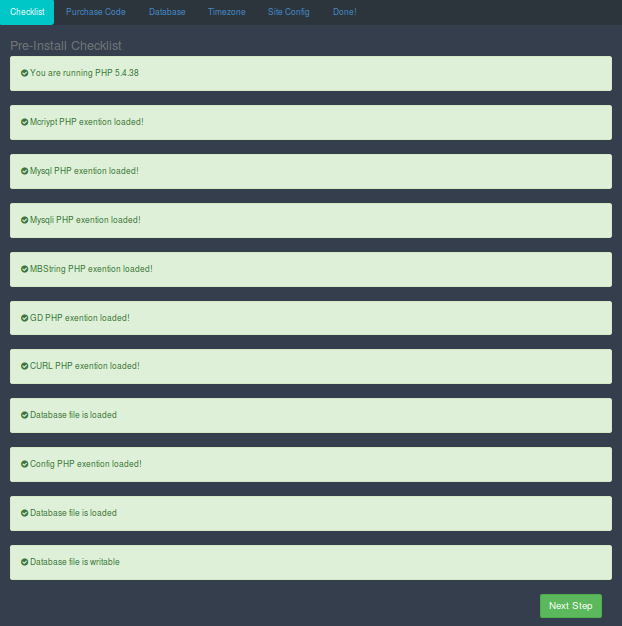 Checklist Purchase Code Database Timezone Site Config Done!
Pre-Install Checklist
You are running PHP 5.4.38
Mcriypt PHP exention loaded!
Mysql PHP exention loaded!
Mysqli PHP exention loaded!
MBString PHP exention loaded!
GD PHP exention loaded!
CURL PHP exention loaded!
Database file is loaded
Config PHP exention loaded!
Database file is loaded
Database file is writable
Next Step